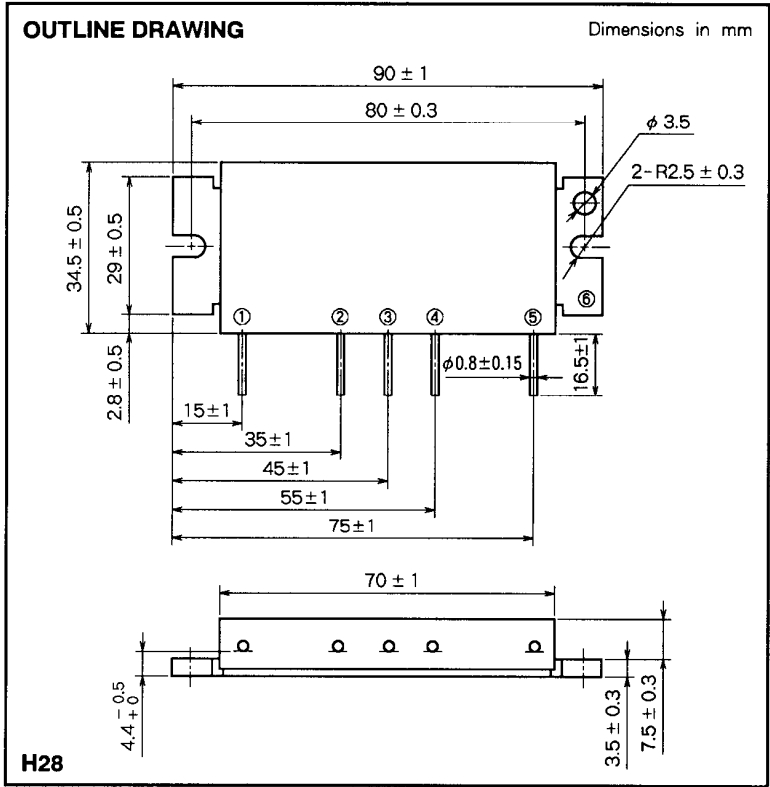 OUTLINE DRAWING
Dimensions in mm
90 ± 1
80 ± 0.3
ϕ 3.5
2-R2.5 ± 0.3
34.5 ± 0.5
29 ± 0.5
2.8 ± 0.5
① ② ③ ④ ⑤ ⑥
ϕ0.8±0.15
16.5±1
15±1
35±1
45±1
55±1
75±1
70 ± 1
4.4 − 0.5
+ 0
3.5 ± 0.3
7.5 ± 0.3
H28